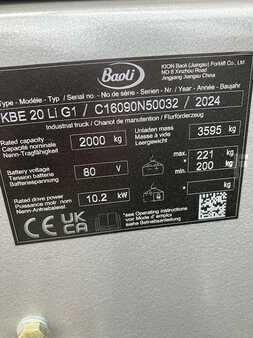 Baoli
KION Baoli (Jiangsu) Forklift Co., Ltd
NO 8 Xinzhou Road
Jingjiang Jiangsu China
Type - Modèle - Typ / Serial no. - No de série - Serien Nr. / Year - Année - Baujahr
KBE 20 Li G1 / C16090N50032 / 2024
Industrial truck / Chariot de manutention / Flurförderzeug
Rated capacity
Capacité nominale
Nenn-Tragfähigkeit
2000 kg
Unladen mass
Masse à vide
Leergewicht
3595 kg
Battery voltage
Tension batterie
Batteriespannung
80 V
max. 221 kg
min. 200 kg
Rated drive power
Puiss.motr.nom.
Nenn-Antriebsleist.
10.2 kW
*see Operating instructions
voir Mode d'emploi
siehe Betriebsanleitung
CE UK CA